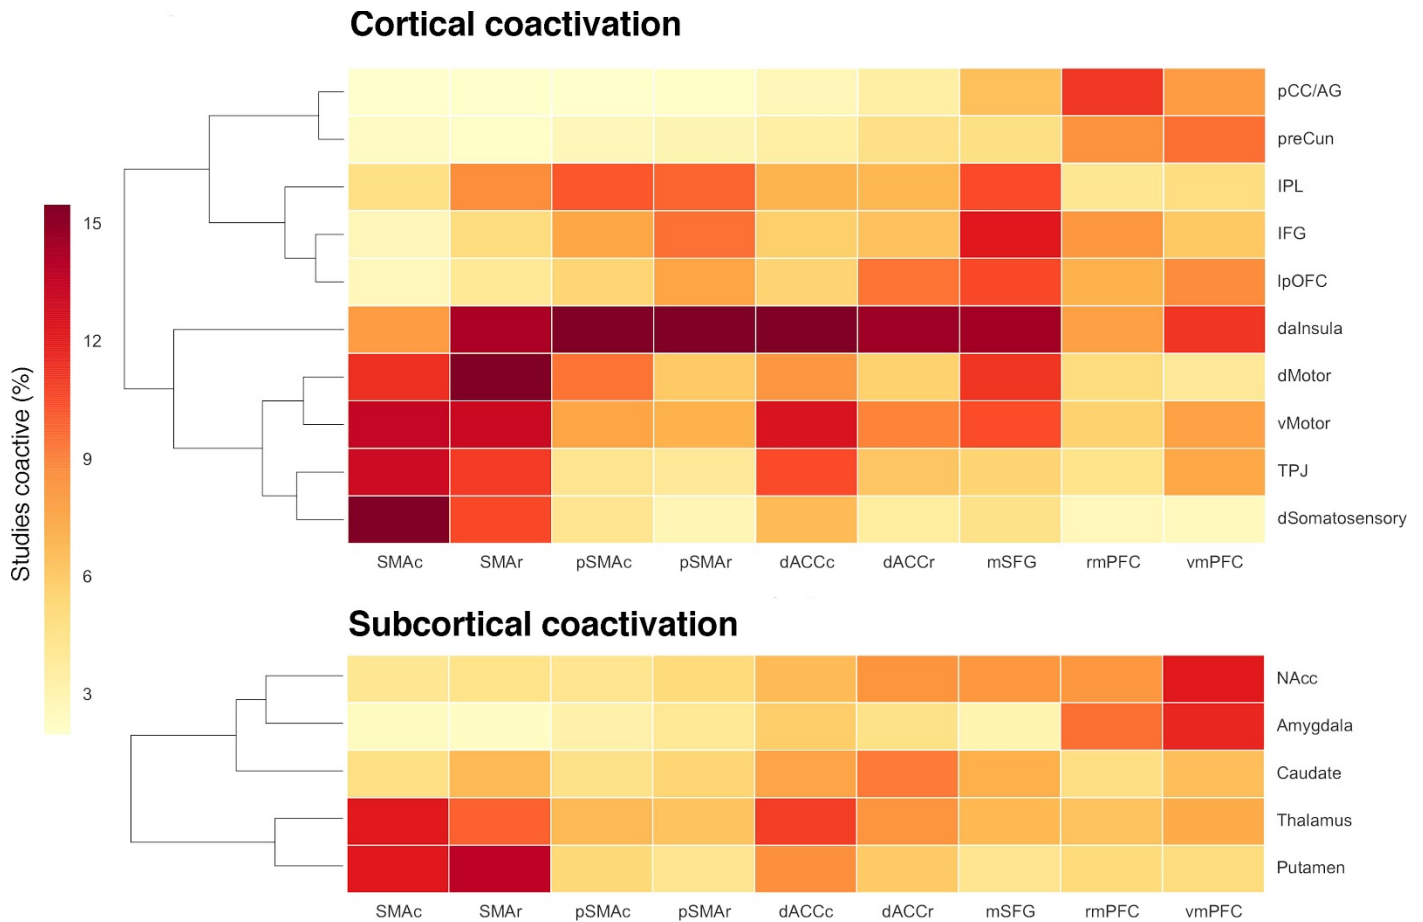 Cortical coactivation
pCC/AG
preCun
IPL
IFG
lpOFC
daInsula
dMotor
vMotor
TPJ
dSomatosensory
SMAc SMAr pSMAc pSMAr dACCc dACCr mSFG rmPFC vmPFC
Studies coactive (%)
15
12
9
6
3
Subcortical coactivation
NAcc
Amygdala
Caudate
Thalamus
Putamen
SMAc SMAr pSMAc pSMAr dACCc dACCr mSFG rmPFC vmPFC